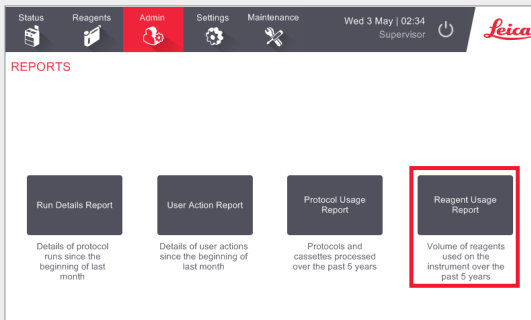 Status Reagents Admin Settings Maintenance
Wed 3 May | 02:34
Supervisor
Leica
REPORTS
Run Details Report
Details of protocol
runs since the
beginning of last
month
User Action Report
Details of user actions
since the beginning of
last month
Protocol Usage
Report
Protocols and
cassettes processed
over the past 5 years
Reagent Usage
Report
Volume of reagents
used on the
instrument over the
past 5 years